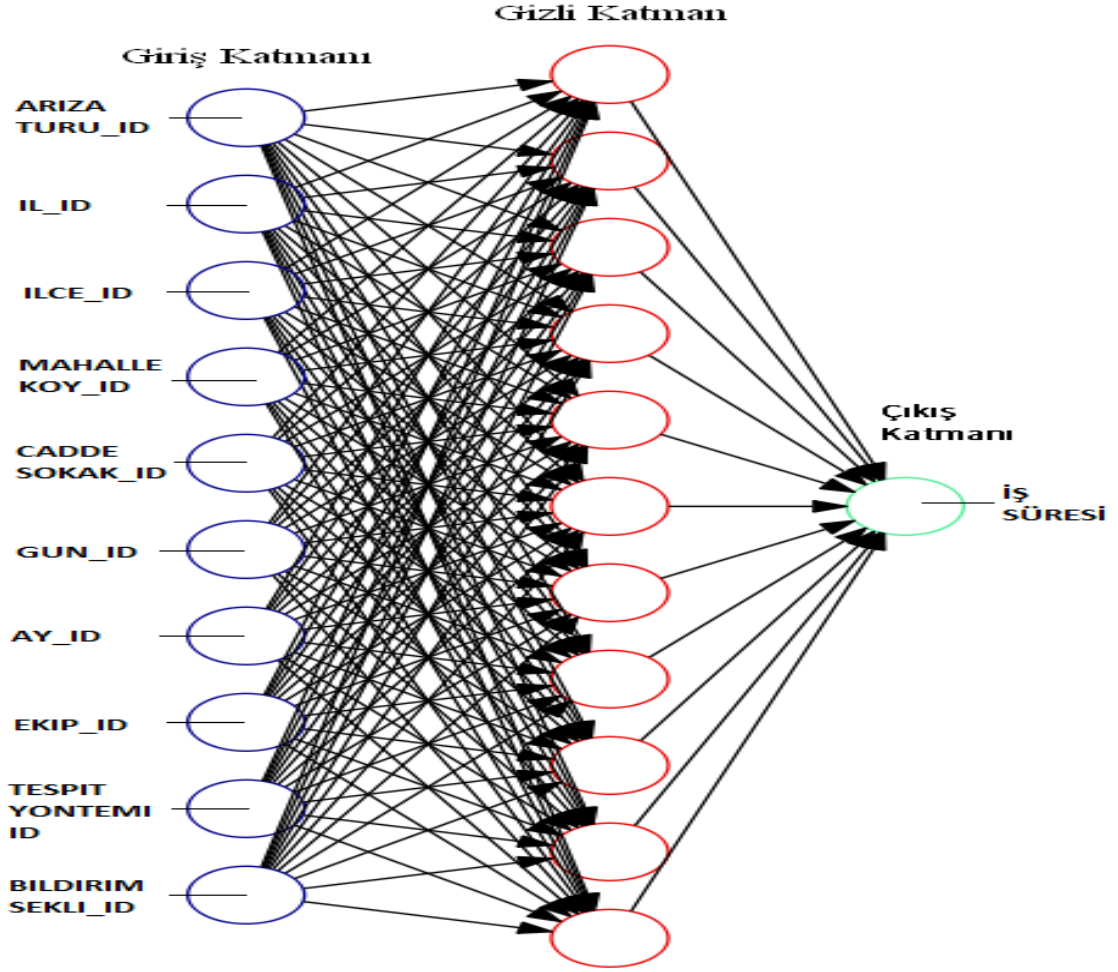 Gizli Katman
Giriş Katmanı
ARIZA
TURU_ID
IL_ID
ILCE_ID
MAHALLE
KOY_ID
CADDE
SOKAK_ID
GUN_ID
AY_ID
EKIP_ID
TESPIT
YONTEMI
ID
BILDIRIM
SEKLI_ID
Çıkış
Katmanı
İŞ
SÜRESİ